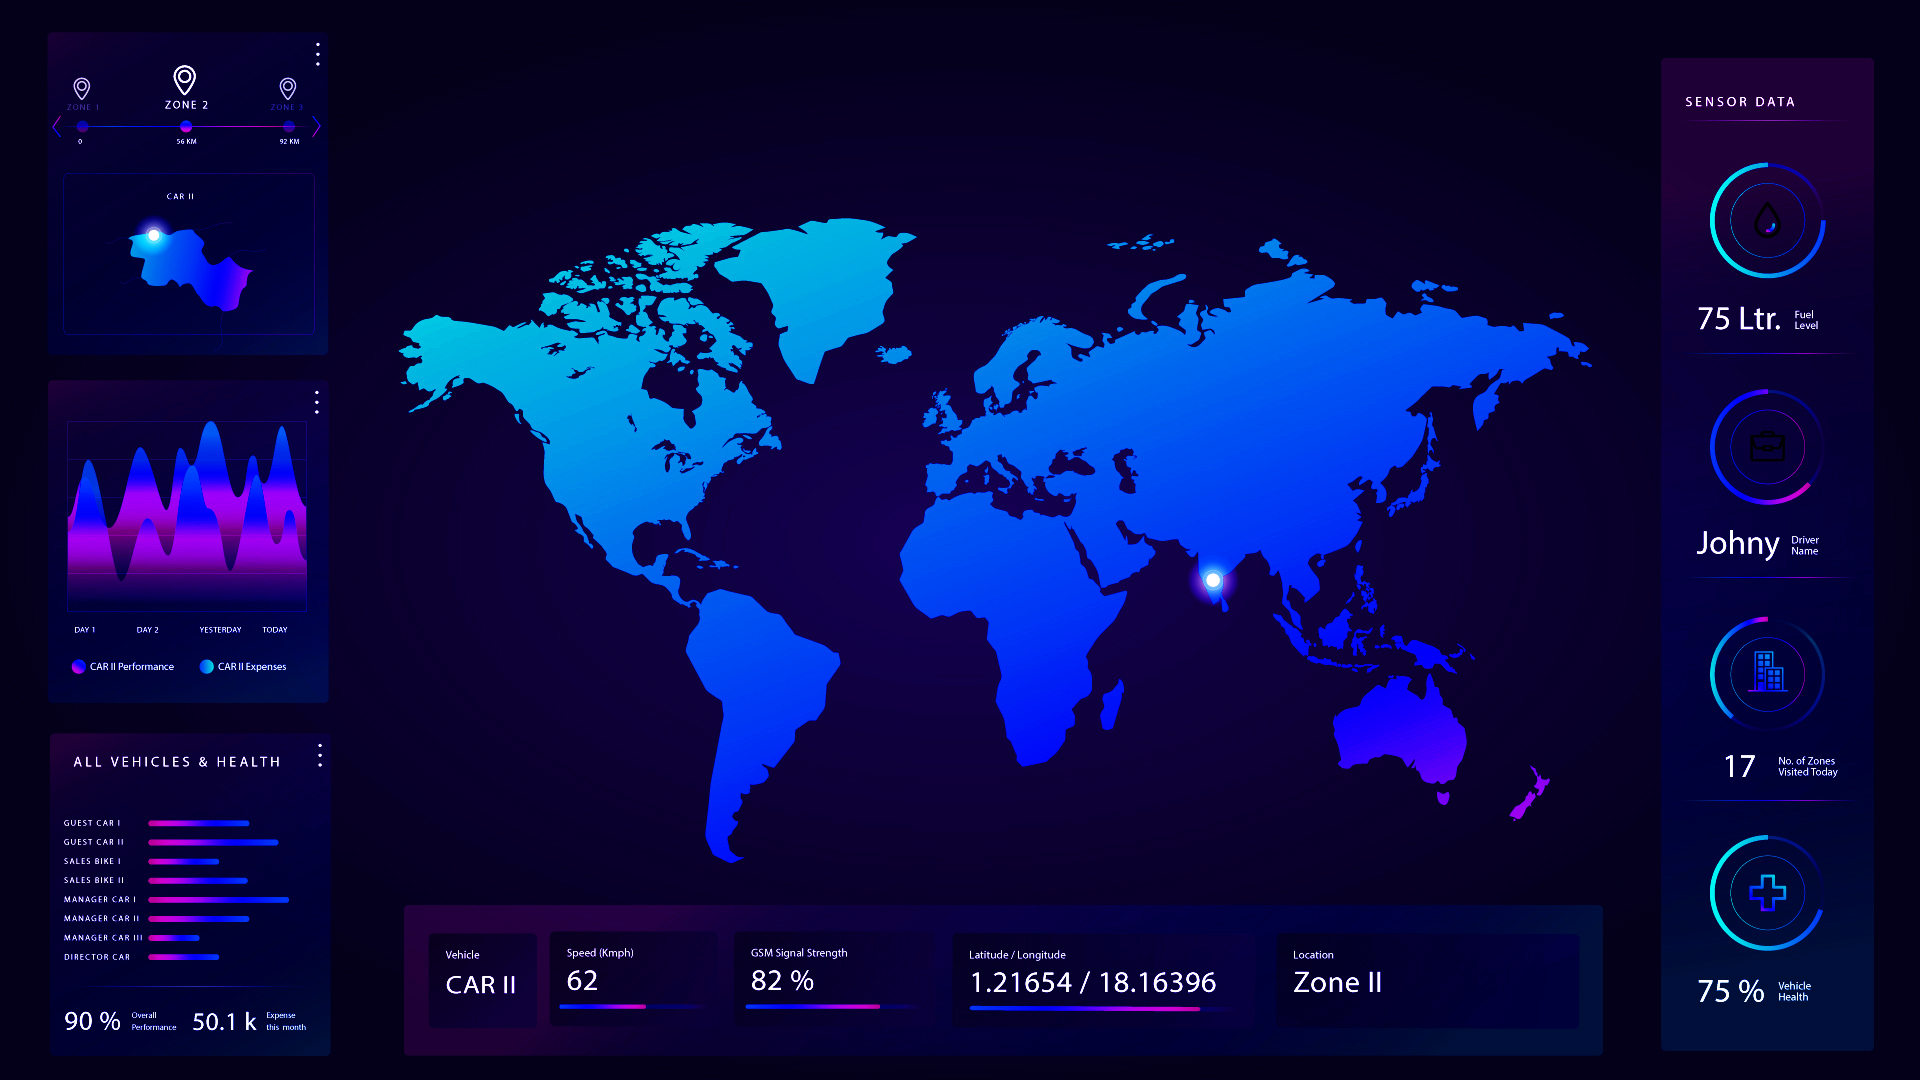 ZONE 1
ZONE 2
ZONE 3
0
56 KM
92 KM
CAR II
DAY 1
DAY 2
YESTERDAY
TODAY
CAR II Performance
CAR II Expenses
ALL VEHICLES & HEALTH
GUEST CAR I
GUEST CAR II
SALES BIKE I
SALES BIKE II
MANAGER CAR I
MANAGER CAR II
MANAGER CAR III
DIRECTOR CAR
90 %
Overall
Performance
50.1 k
Expense
this month
Vehicle
CAR II
Speed (Kmph)
62
GSM Signal Strength
82 %
Latitude / Longitude
1.21654 / 18.16396
Location
Zone II
SENSOR DATA
75 Ltr.
Fuel
Level
Johny
Driver
Name
17
No. of Zones
Visited Today
75 %
Vehicle
Health